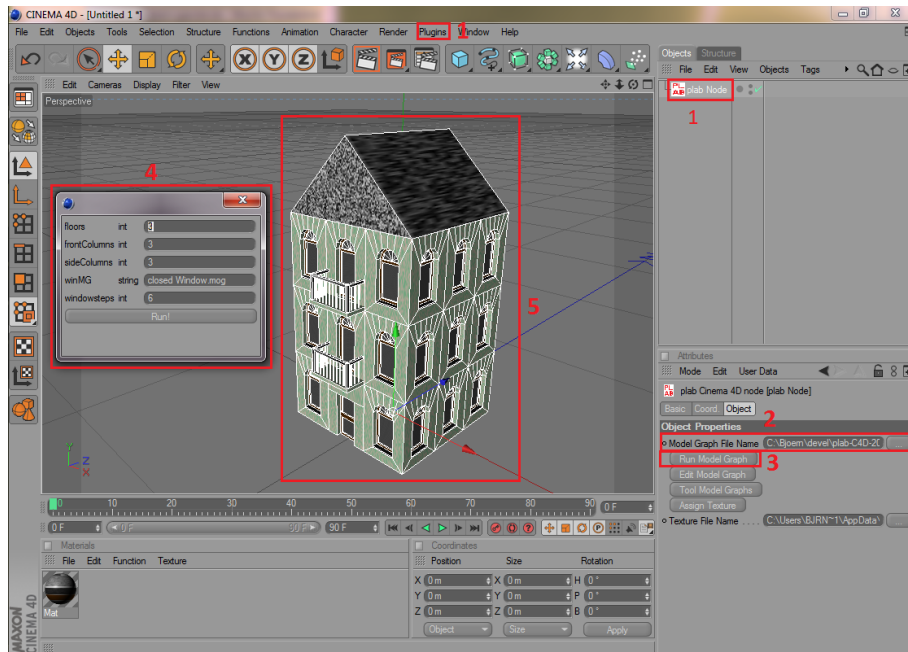 CINEMA 4D - [Untitled 1 *]
File Edit Objects Tools Selection Structure Functions Animation Character Render Plugins Window Help
1
Objects Structure
File Edit View Objects Tags
PLAB plab Node
1
Edit Cameras Display Filter View
Perspective
4
floors int
frontColumns int 3
sideColumns int 3
winMG string closed Window.mog
windowsteps int 6
Run!
5
Y
Z
X
Attributes
Mode Edit User Data
PLAB plab Cinema 4D node [plab Node]
Basic Coord Object
2
Object Properties
Model Graph File Name C:\Bjoern\devel\plab-C4D-20 ...
Run Model Graph
3
Edit Model Graph
Tool Model Graphs
Assign Texture
Texture File Name . . . . C:\Users\BJRN~1\AppData\ ...
0 10 20 30 40 50 60 70 80 90 0 F
0 F 0 F 90 F 90 F
Materials
File Edit Function Texture
Mat
Coordinates
Position Size Rotation
X 0 m X 0 m H 0 °
Y 0 m Y 0 m P 0 °
Z 0 m Z 0 m B 0 °
Object Size Apply
MAXON
CINEMA 4D